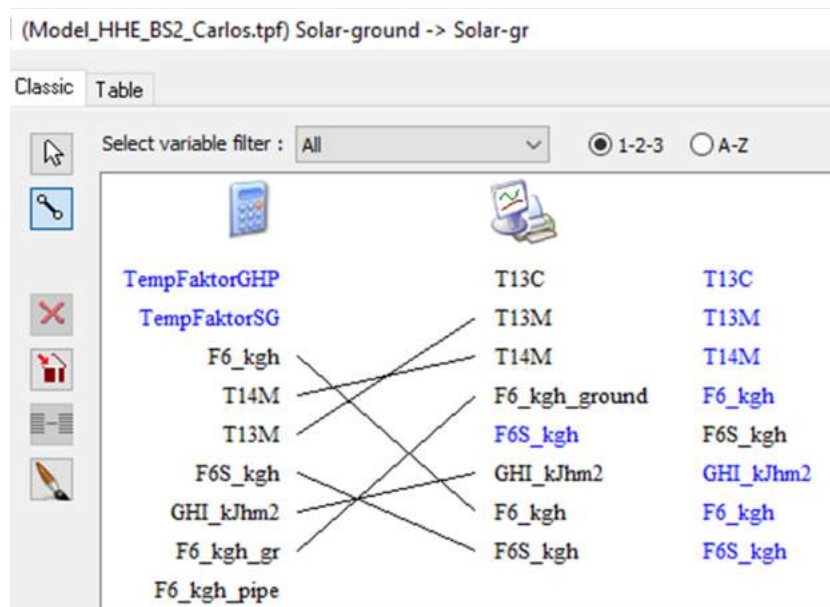 (Model_HHE_BS2_Carlos.tpf) Solar-ground -> Solar-gr
Classic Table
Select variable filter : All 1-2-3 A-Z
TempFaktorGHP T13C T13C
TempFaktorSG T13M T13M
F6_kgh T14M T14M
T14M F6_kgh_ground F6_kgh
T13M F6S_kgh F6S_kgh
F6S_kgh GHI_kJhm2 GHI_kJhm2
GHI_kJhm2 F6_kgh F6_kgh
F6_kgh_gr F6S_kgh F6S_kgh
F6_kgh_pipe